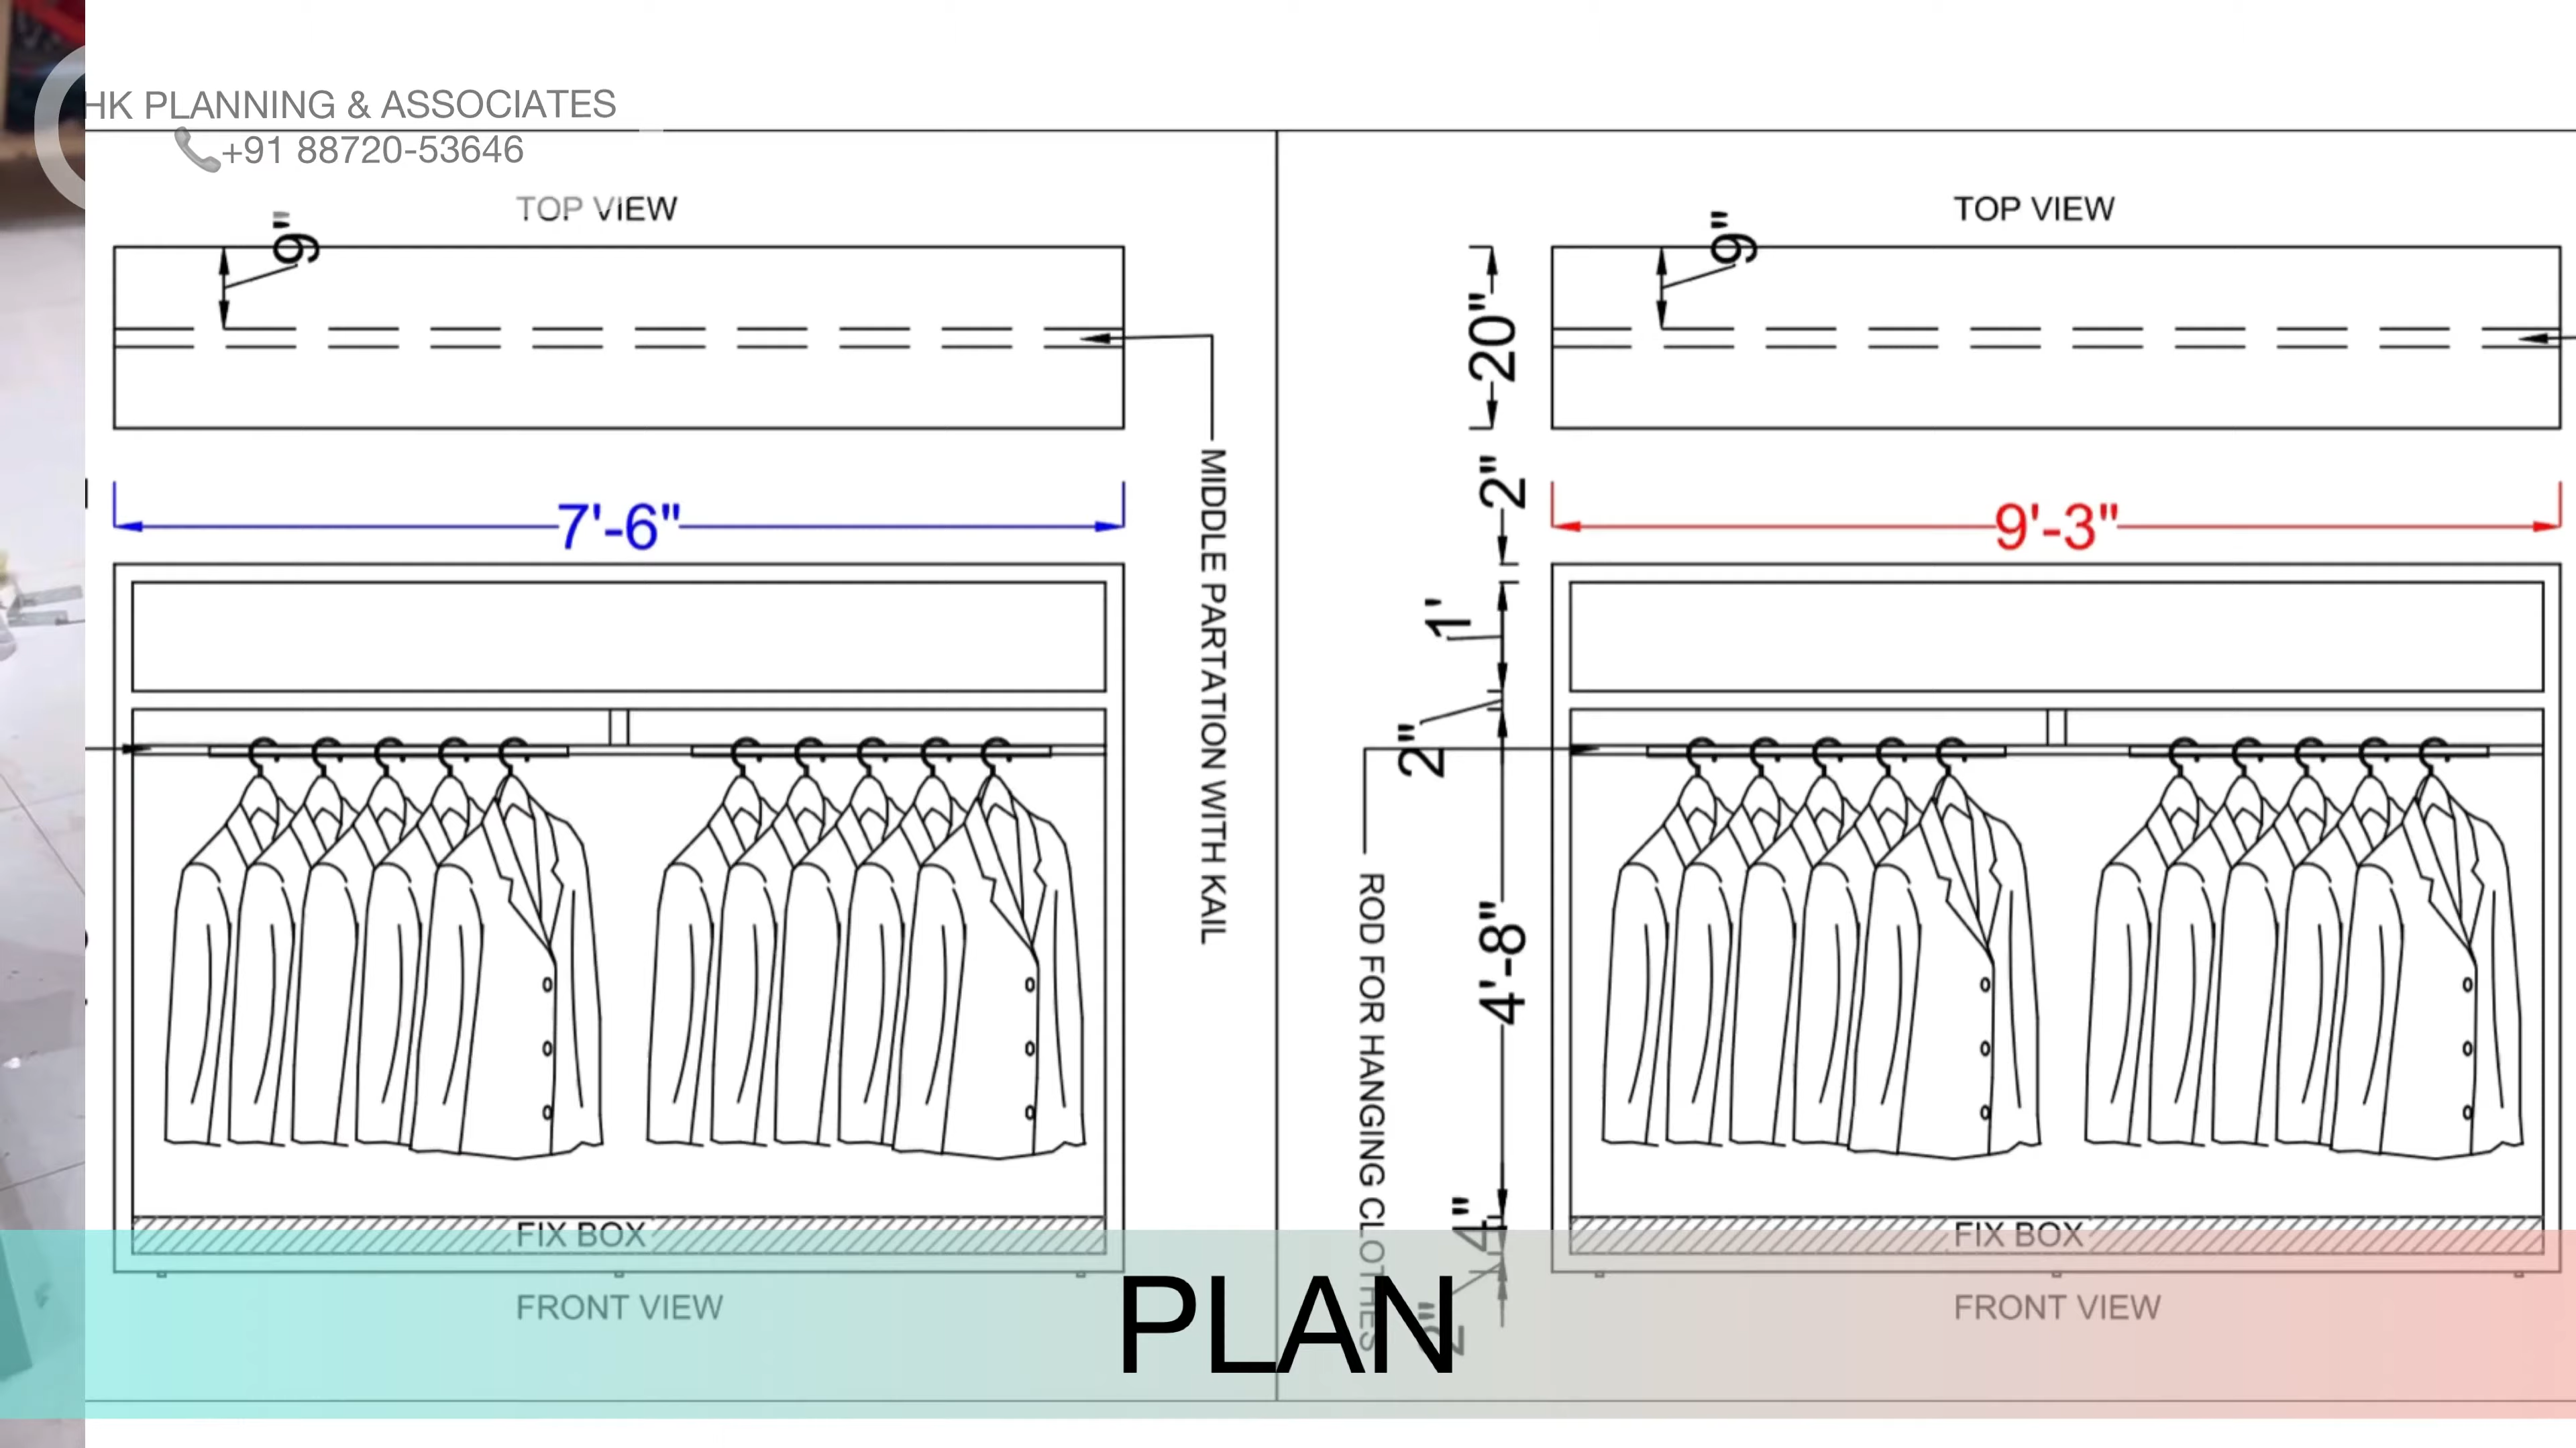 HK PLANNING & ASSOCIATES
+91 88720-53646
TOP VIEW
9"
MIDDLE PARTATION WITH KAIL
7'-6"
FIX BOX
FRONT VIEW
TOP VIEW
9"
20"
2"
9'-3"
1'
2"
4'-8"
ROD FOR HANGING CLOTHES
4"
2"
FIX BOX
FRONT VIEW
PLAN